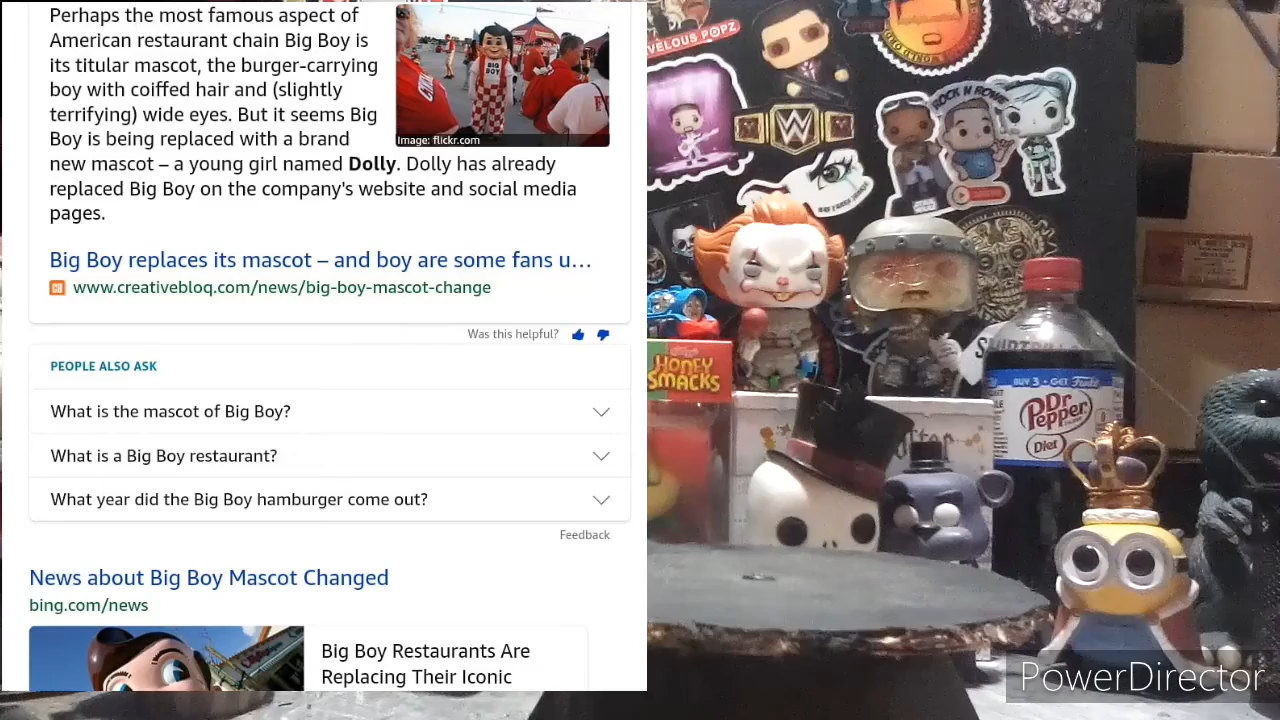 Perhaps the most famous aspect of
American restaurant chain Big Boy is
its titular mascot, the burger-carrying
boy with coiffed hair and (slightly
terrifying) wide eyes. But it seems Big
Boy is being replaced with a brand
new mascot – a young girl named Dolly. Dolly has already
replaced Big Boy on the company's website and social media
pages.
BIG
BOY
Image: flickr.com
Big Boy replaces its mascot – and boy are some fans u...
www.creativebloq.com/news/big-boy-mascot-change
Was this helpful?
PEOPLE ALSO ASK
What is the mascot of Big Boy?
What is a Big Boy restaurant?
What year did the Big Boy hamburger come out?
Feedback
News about Big Boy Mascot Changed
bing.com/news
Big Boy Restaurants Are
Replacing Their Iconic
VELOUS POPZ
W
ROCK N ROWE
HONEY
SMACKS
BUY 3 - GET
Dr
Pepper
Diet
PowerDirector